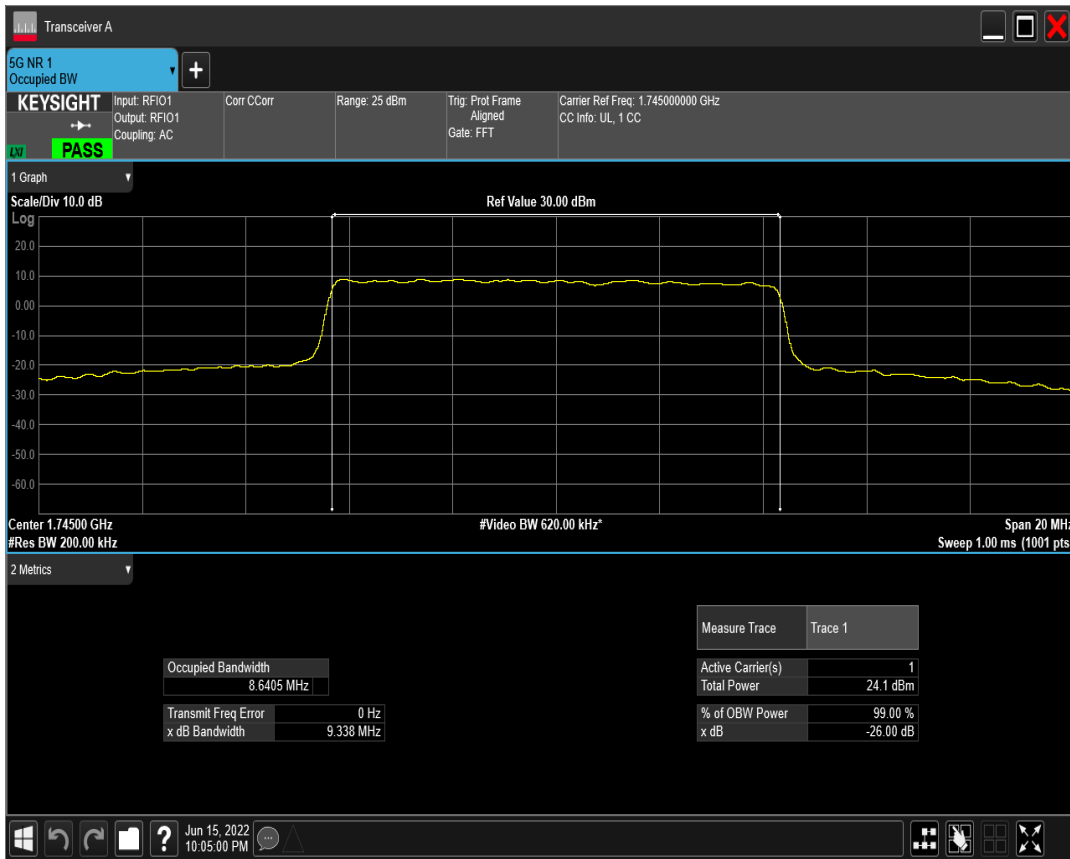 Transceiver A
5G NR 1
Occupied BW
+
KEYSIGHT
LXI
PASS
Input: RFIO1
Output: RFIO1
Coupling: AC
Corr CCorr
Range: 25 dBm
Trig: Prot Frame
Aligned
Gate: FFT
Carrier Ref Freq: 1.745000000 GHz
CC Info: UL, 1 CC
1 Graph
Scale/Div 10.0 dB
Ref Value 30.00 dBm
Log
20.0
10.0
0.00
-10.0
-20.0
-30.0
-40.0
-50.0
-60.0
Center 1.74500 GHz
#Video BW 620.00 kHz*
Span 20 MHz
#Res BW 200.00 kHz
Sweep 1.00 ms (1001 pts
2 Metrics
Measure Trace Trace 1
Occupied Bandwidth
8.6405 MHz
Active Carrier(s) 1
Total Power 24.1 dBm
Transmit Freq Error 0 Hz
x dB Bandwidth 9.338 MHz
% of OBW Power 99.00 %
x dB -26.00 dB
?
Jun 15, 2022
10:05:00 PM